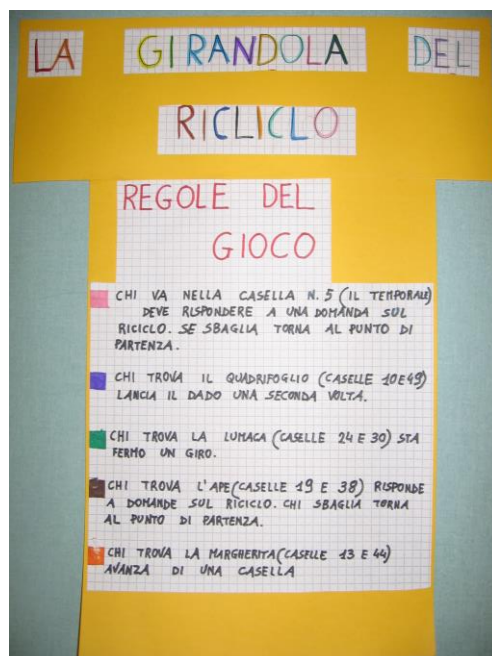 LA GIRANDOLA DEL
RICLICLO
REGOLE DEL
GIOCO
CHI VA NELLA CASELLA N. 5 (IL TEMPORALE)
DEVE RISPONDERE A UNA DOMANDA SUL
RICICLO. SE SBAGLIA TORNA AL PUNTO DI
PARTENZA.
CHI TROVA IL QUADRIFOGLIO (CASELLE 10 E 49)
LANCIA IL DADO UNA SECONDA VOLTA.
CHI TROVA LA LUMACA (CASELLE 24 E 30) STA
FERMO UN GIRO.
CHI TROVA L'APE (CASELLE 19 E 38) RISPONDE
A DOMANDE SUL RICICLO. CHI SBAGLIA TORNA
AL PUNTO DI PARTENZA.
CHI TROVA LA MARGHERITA (CASELLE 13 E 44)
AVANZA DI UNA CASELLA